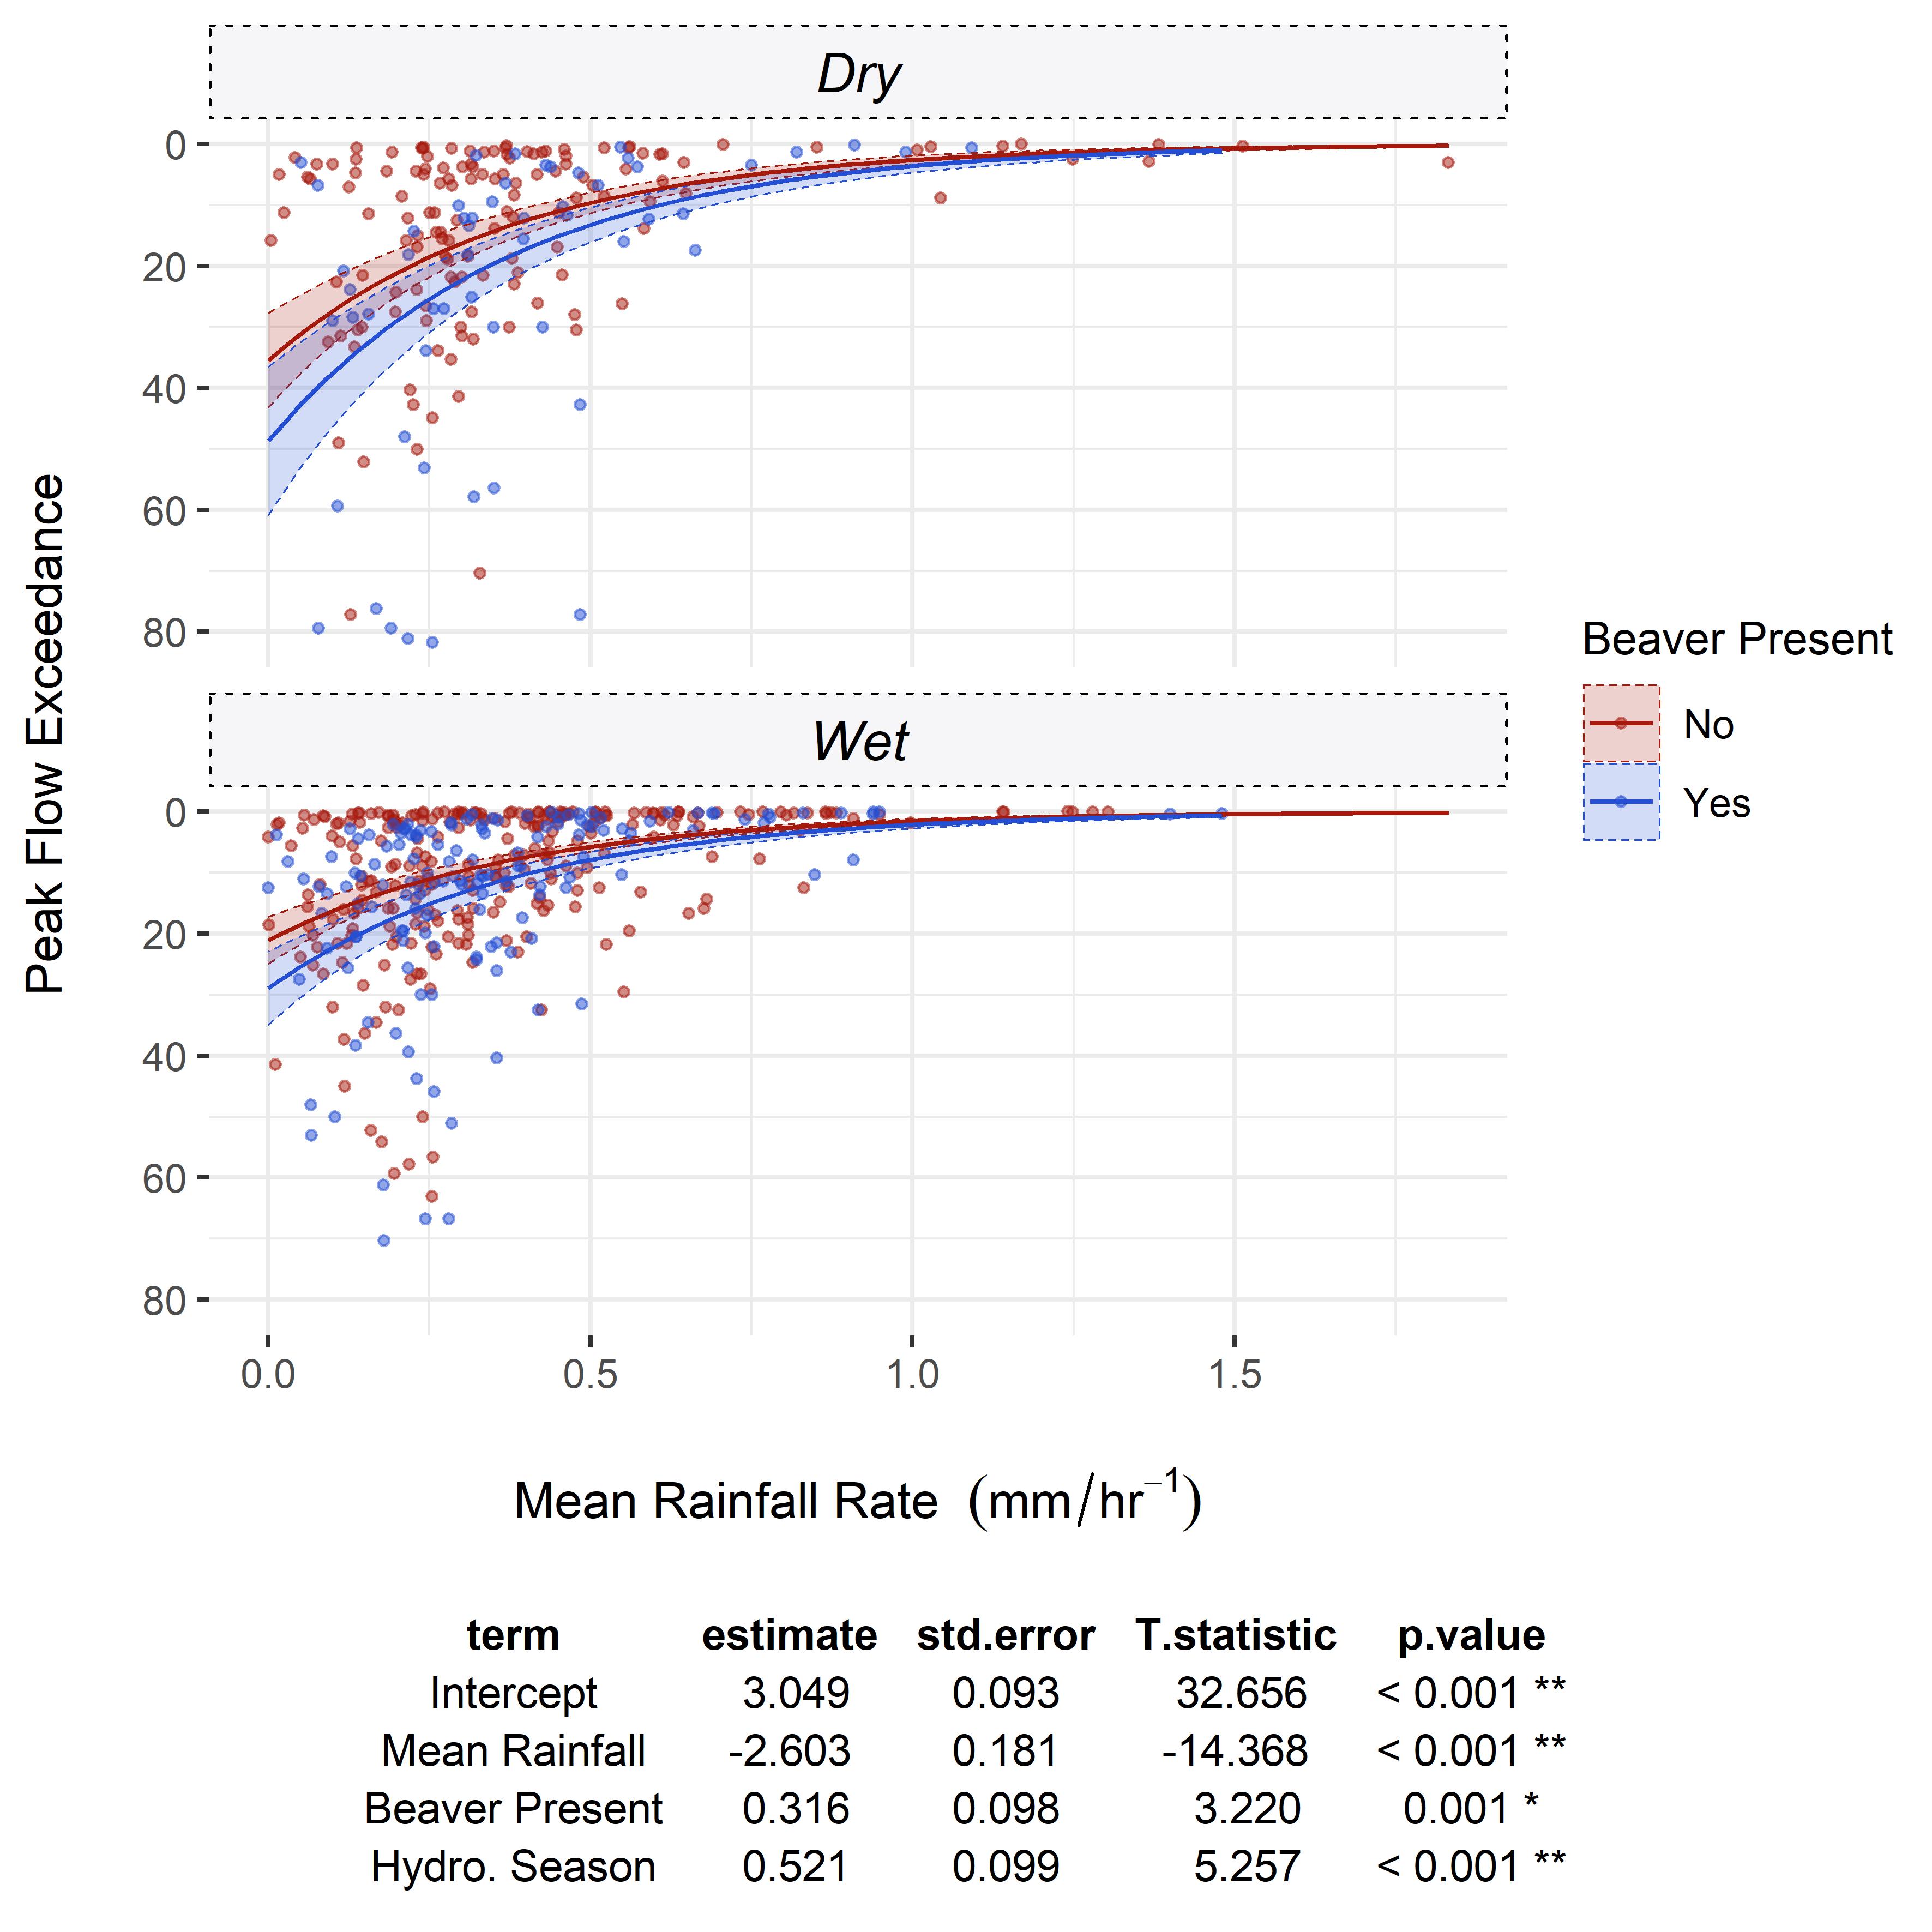 Dry
0
20
40
60
80
Peak Flow Exceedance
Wet
0
20
40
60
80
0.0 0.5 1.0 1.5
Mean Rainfall Rate (mm/hr⁻¹)
Beaver Present
No
Yes
term estimate std.error T.statistic p.value
Intercept 3.049 0.093 32.656 < 0.001 **
Mean Rainfall -2.603 0.181 -14.368 < 0.001 **
Beaver Present 0.316 0.098 3.220 0.001 *
Hydro. Season 0.521 0.099 5.257 < 0.001 **